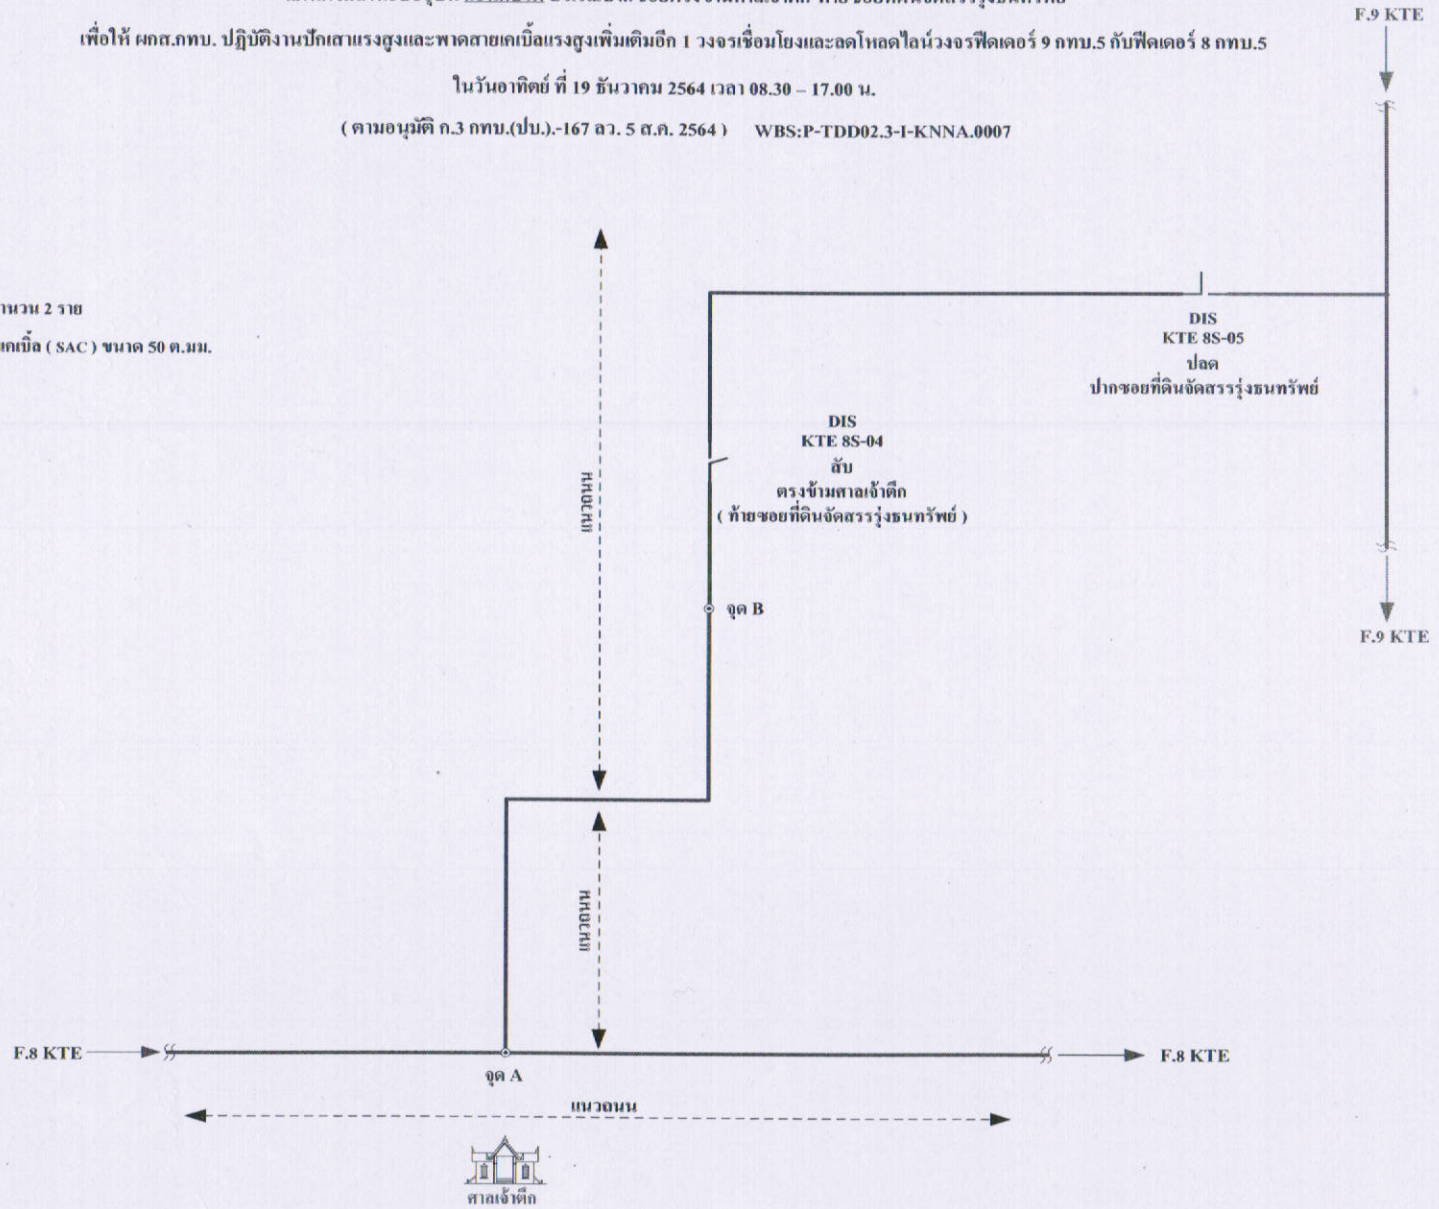 F.9 KTE
เพื่อให้ ผกส.กทบ. ปฏิบัติงานปักเสาแรงสูงและพาดสายเคเบิ้ลแรงสูงเพิ่มเติมอีก 1 วงจรเชื่อมโยงและลดโหลดไลน์วงจรฟีดเดอร์ 9 กทบ.5 กับฟีดเดอร์ 8 กทบ.5
ในวันอาทิตย์ ที่ 19 ธันวาคม 2564 เวลา 08.30 – 17.00 น.
( ตามอนุมัติ ก.3 กทบ.(ปบ.).-167 ลว. 5 ส.ค. 2564 ) WBS:P-TDD02.3-I-KNNA.0007
2 ราย
( SAC ) ขนาด 50 ต.มม.
DIS
KTE 8S-05
ปลด
ปากซอยที่ดินจัดสรรรุ่งธนทรัพย์
DIS
KTE 8S-04
สับ
ตรงข้ามศาลเจ้าตึก
( ท้ายซอยที่ดินจัดสรรรุ่งธนทรัพย์ )
แนวถนน
จุด B
F.9 KTE
แนวถนน
F.8 KTE
F.8 KTE
จุด A
แนวถนน
ศาลเจ้าตึก